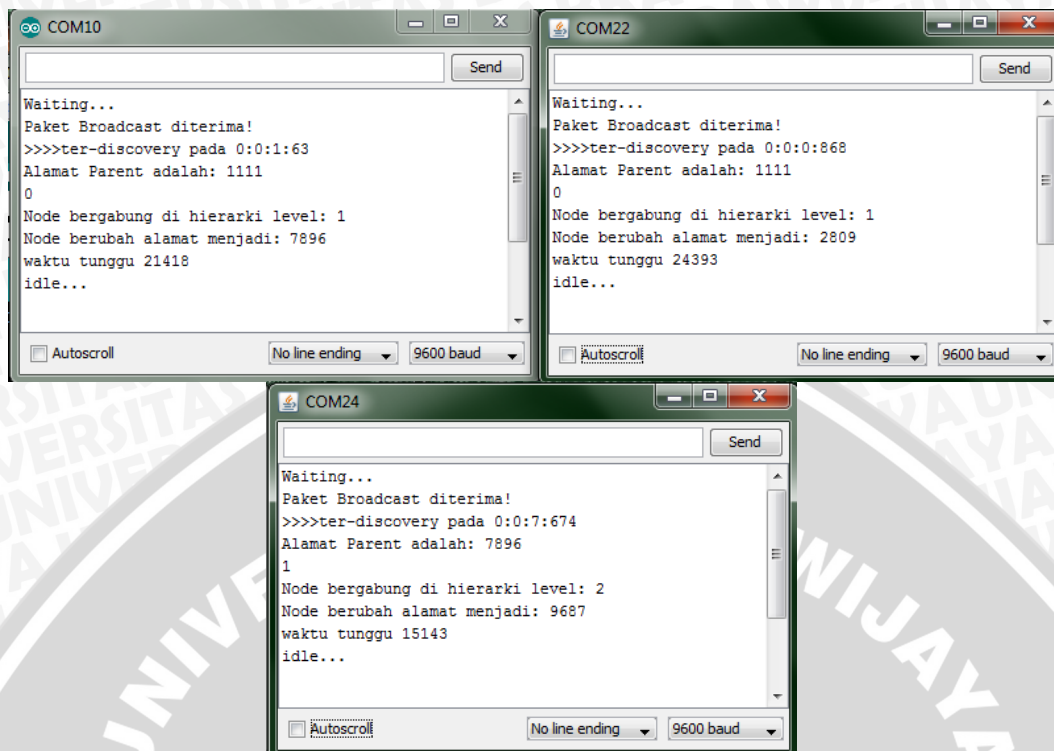 COM10
Send
Waiting...
Paket Broadcast diterima!
>>>>ter-discovery pada 0:0:1:63
Alamat Parent adalah: 1111
0
Node bergabung di hierarki level: 1
Node berubah alamat menjadi: 7896
waktu tunggu 21418
idle...
Autoscroll
No line ending
9600 baud
COM22
Send
Waiting...
Paket Broadcast diterima!
>>>>ter-discovery pada 0:0:0:868
Alamat Parent adalah: 1111
0
Node bergabung di hierarki level: 1
Node berubah alamat menjadi: 2809
waktu tunggu 24393
idle...
Autoscroll
No line ending
9600 baud
COM24
Send
Waiting...
Paket Broadcast diterima!
>>>>ter-discovery pada 0:0:7:674
Alamat Parent adalah: 7896
1
Node bergabung di hierarki level: 2
Node berubah alamat menjadi: 9687
waktu tunggu 15143
idle...
Autoscroll
No line ending
9600 baud